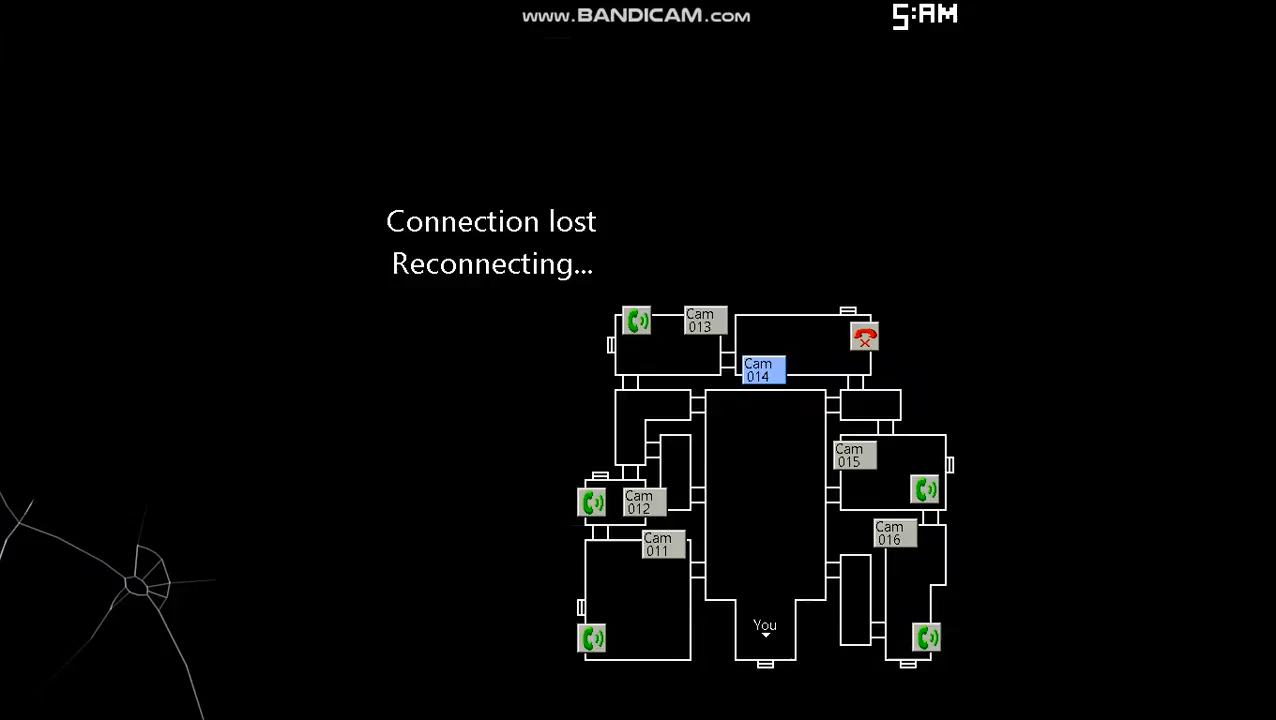 www.BANDICAM.com
5:AM
Connection lost
Reconnecting...
Cam
013
Cam
014
Cam
015
Cam
012
Cam
016
Cam
011
You